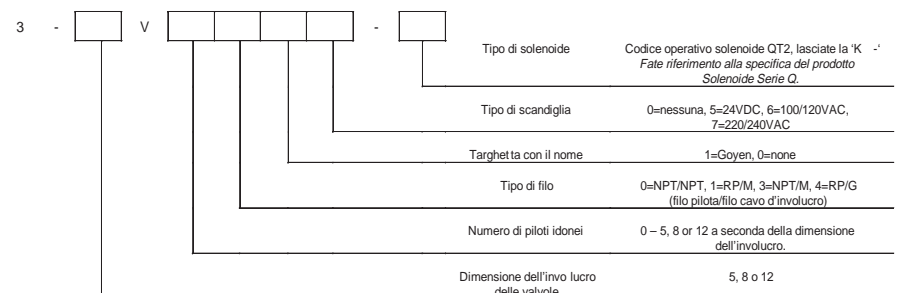 3 - V -
Tipo di solenoide
Codice operativo solenoide QT2, lasciate la ‘K -‘
Fate riferimento alla specifica del prodotto
Solenoide Serie Q.
Tipo di scandiglia
0=nessuna, 5=24VDC, 6=100/120VAC,
7=220/240VAC
Targhet ta con il nome
1=Goyen, 0=none
Tipo di filo
0=NPT/NPT, 1=RP/M, 3=NPT/M, 4=RP/G
(filo pilota/filo cavo d’involucro)
Numero di piloti idonei
0 – 5, 8 or 12 a seconda della dimensione
dell’involucro.
Dimensione dell’invo lucro
delle valvole
5, 8 o 12